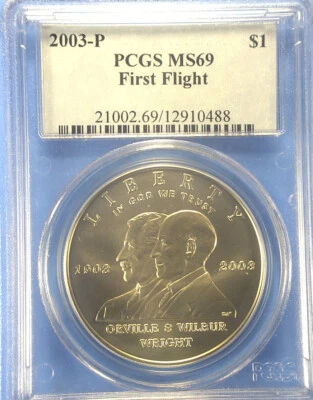 2003-P $1
PCGS MS69
First Flight
21002.69/12910488
LIBERTY
IN GOD WE TRUST
1903 2003
ORVILLE & WILBUR
WRIGHT